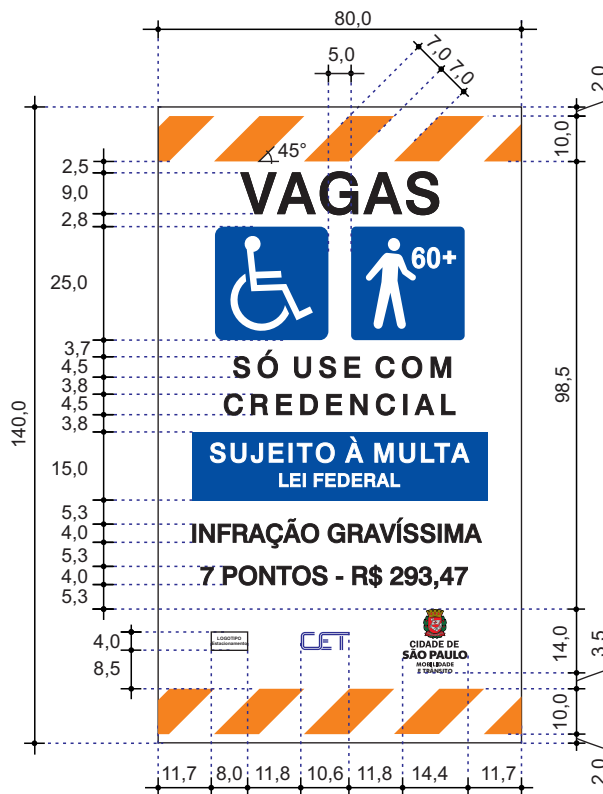 80,0
5,0
7,0
7,0
2,0
10,0
45°
2,5
9,0
2,8
25,0
3,7
4,5
3,8
4,5
3,8
15,0
5,3
4,0
5,3
4,0
5,3
4,0
8,5
140,0
VAGAS
60+
SÓ USE COM
CREDENCIAL
SUJEITO À MULTA
LEI FEDERAL
INFRAÇÃO GRAVÍSSIMA
7 PONTOS - R$ 293,47
LOGOTIPO
Estacionamento
CET
CIDADE DE
SÃO PAULO
MOBILIDADE
E TRÂNSITO
98,5
14,0
3,5
10,0
2,0
11,7
8,0
11,8
10,6
11,8
14,4
11,7